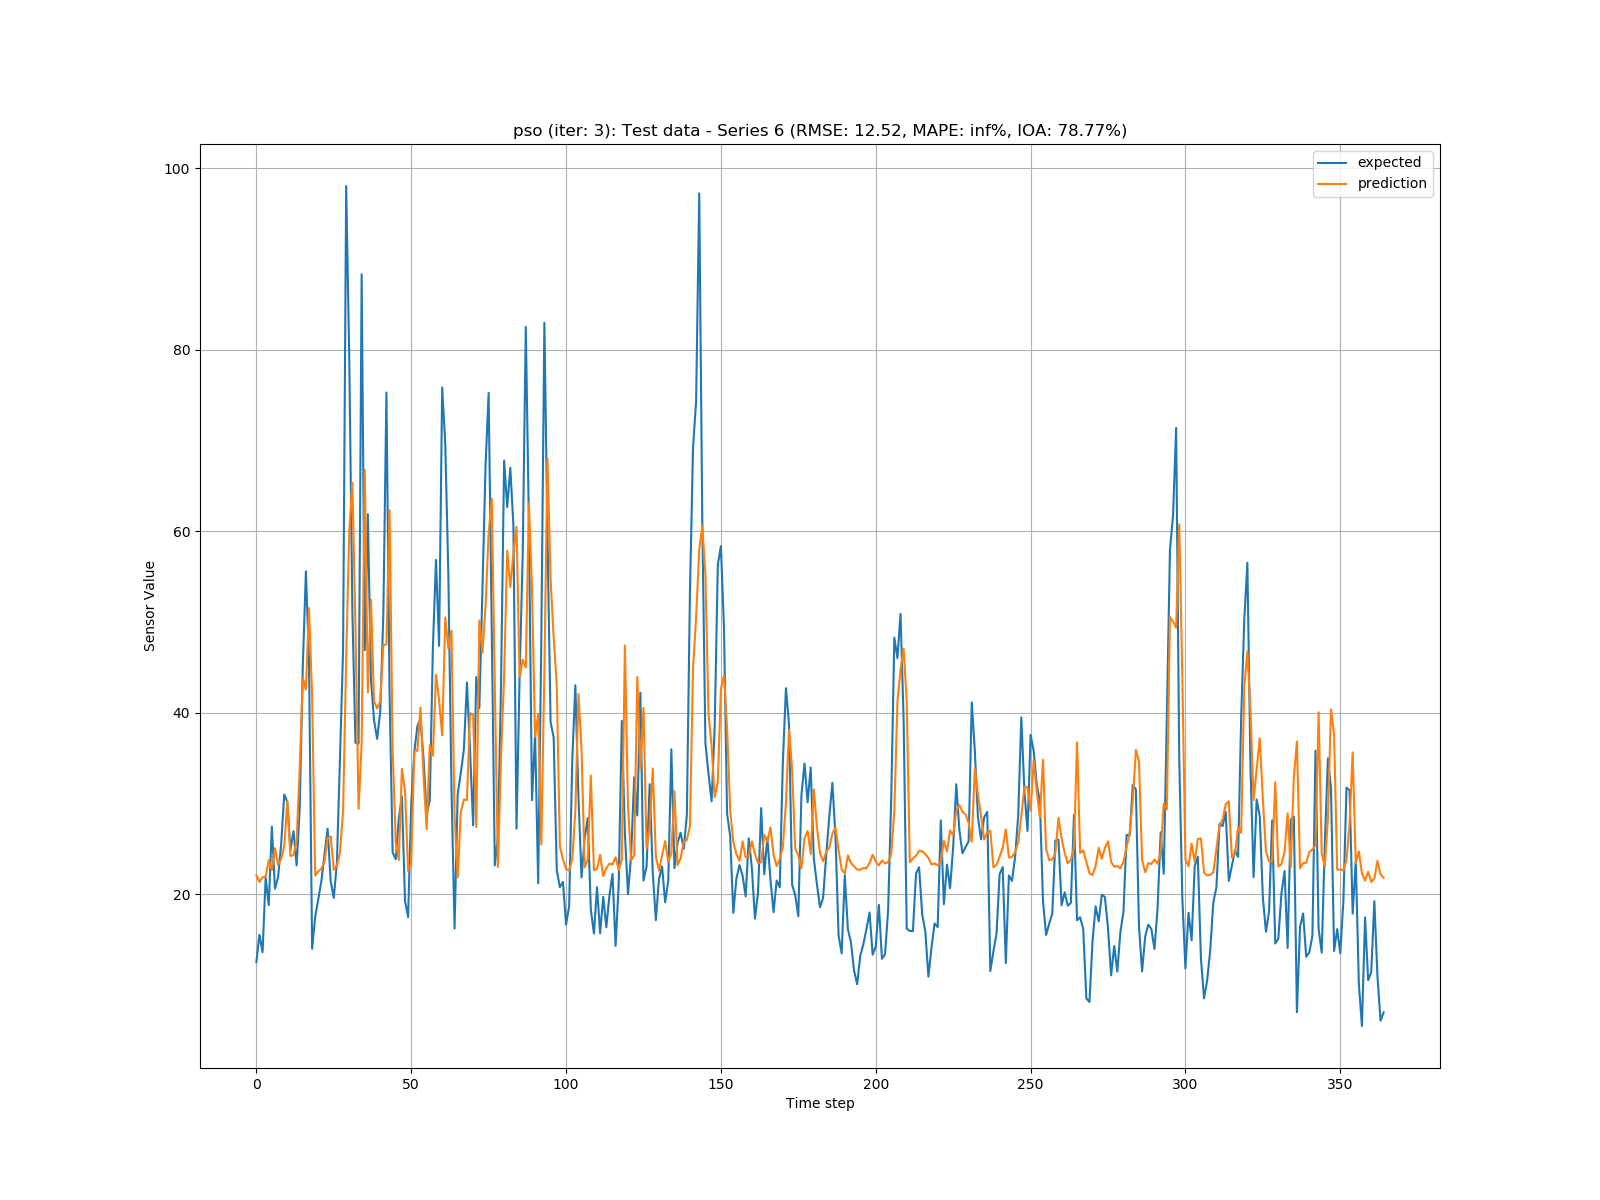 pso (iter: 3): Test data - Series 6 (RMSE: 12.52, MAPE: inf%, IOA: 78.77%)
expected
prediction
100
80
60
40
20
Sensor Value
0 50 100 150 200 250 300 350
Time step